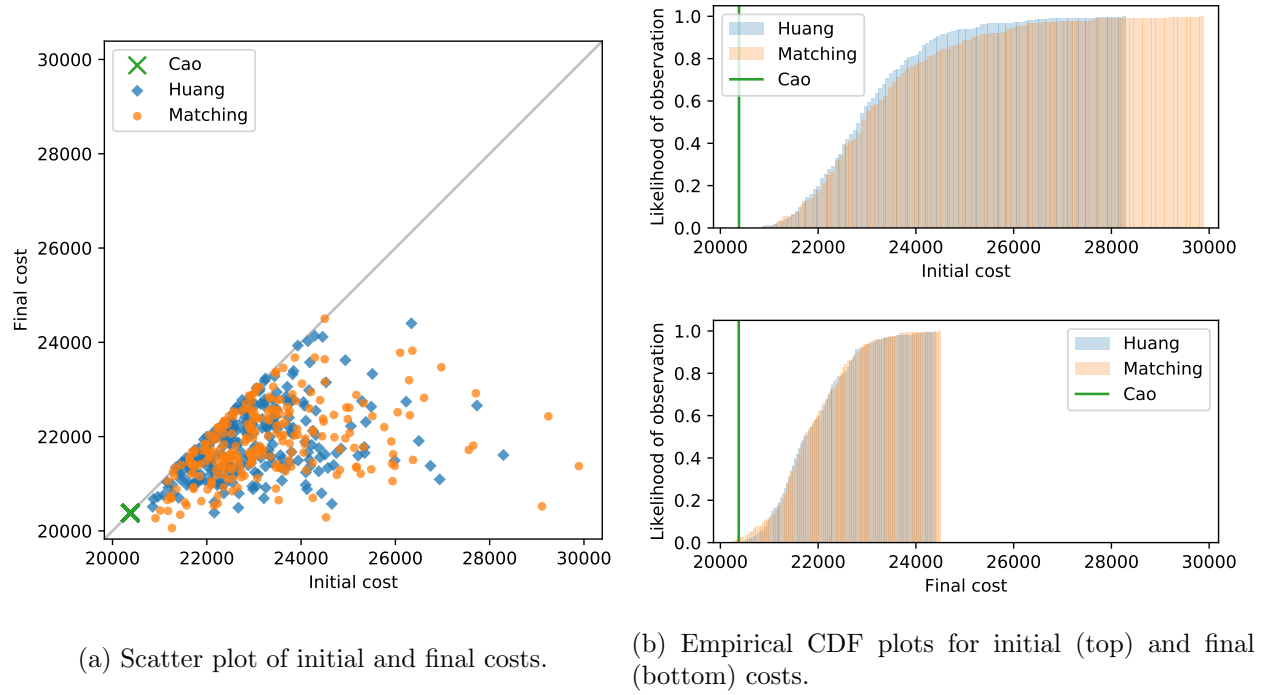 30000
28000
26000
24000
22000
20000
Final cost
Cao
Huang
Matching
20000 22000 24000 26000 28000 30000
Initial cost
(a) Scatter plot of initial and final costs.
1.0
0.8
0.6
0.4
0.2
0.0
Likelihood of observation
Huang
Matching
Cao
20000 22000 24000 26000 28000 30000
Initial cost
1.0
0.8
0.6
0.4
0.2
0.0
Likelihood of observation
Huang
Matching
Cao
20000 22000 24000 26000 28000 30000
Final cost
(b) Empirical CDF plots for initial (top) and final
(bottom) costs.